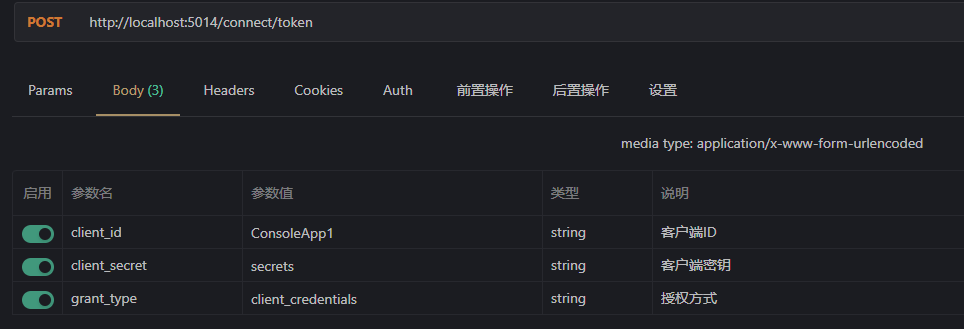 POST http://localhost:5014/connect/token
Params Body (3) Headers Cookies Auth 前置操作 后置操作 设置
media type: application/x-www-form-urlencoded
启用 参数名 参数值 类型 说明
client_id ConsoleApp1 string 客户端ID
client_secret secrets string 客户端密钥
grant_type client_credentials string 授权方式